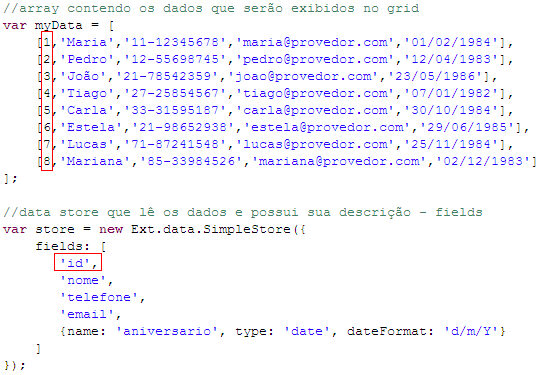 //array contendo os dados que serão exibidos no grid
var myData = [
[1,'Maria','11-12345678','maria@provedor.com','01/02/1984'],
[2,'Pedro','12-55698745','pedro@provedor.com','12/04/1983'],
[3,'João','21-78542359','joao@provedor.com','23/05/1986'],
[4,'Tiago','27-25854567','tiago@provedor.com','07/01/1982'],
[5,'Carla','33-31595187','carla@provedor.com','30/10/1984'],
[6,'Estela','21-98652938','estela@provedor.com','29/06/1985'],
[7,'Lucas','71-87241548','lucas@provedor.com','25/11/1984'],
[8,'Mariana','85-33984526','mariana@provedor.com','02/12/1983']
];
//data store que lê os dados e possui sua descrição - fields
var store = new Ext.data.SimpleStore({
fields: [
'id',
'nome',
'telefone',
'email',
{name: 'aniversario', type: 'date', dateFormat: 'd/m/Y'}
]
});